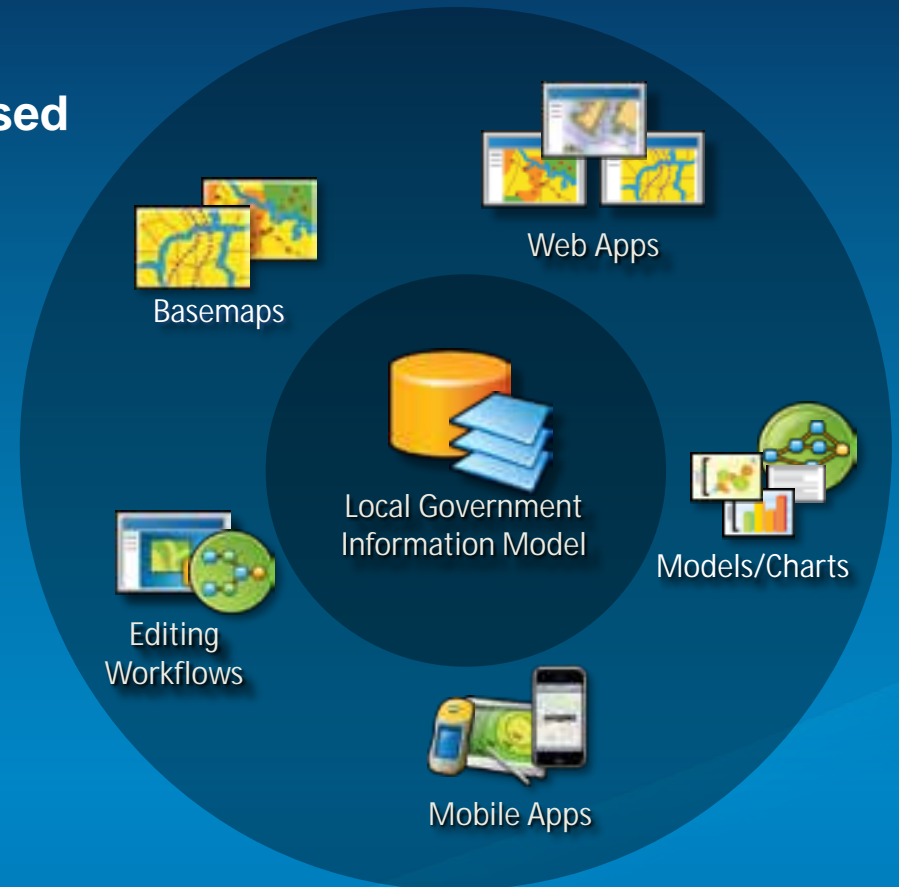 sed
Web Apps
Basemaps
Local Government
Information Model
Models/Charts
Editing
Workflows
Mobile Apps